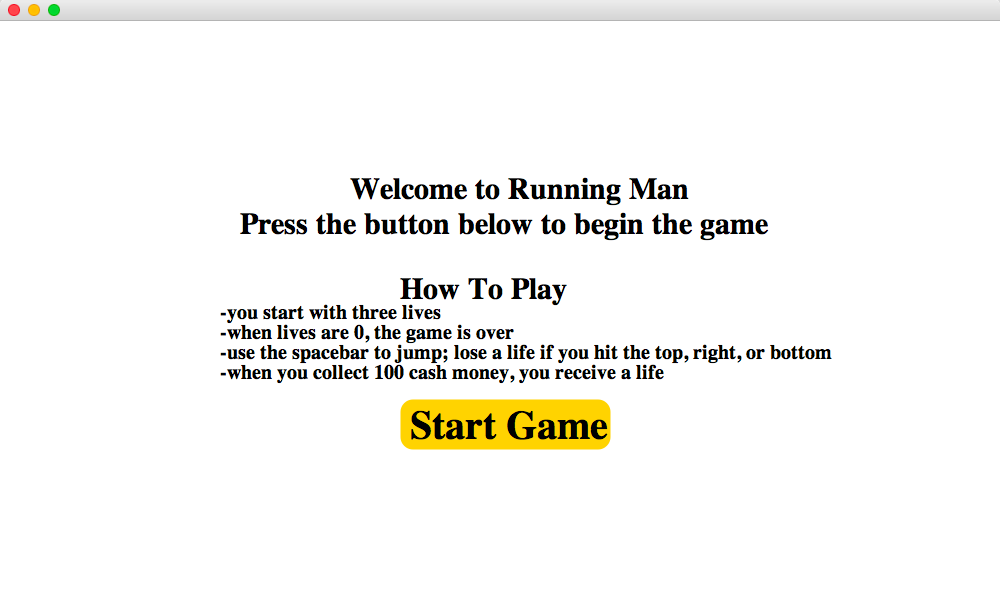 Welcome to Running Man
Press the button below to begin the game
How To Play
-you start with three lives
-when lives are 0, the game is over
-use the spacebar to jump; lose a life if you hit the top, right, or bottom
-when you collect 100 cash money, you receive a life
Start Game